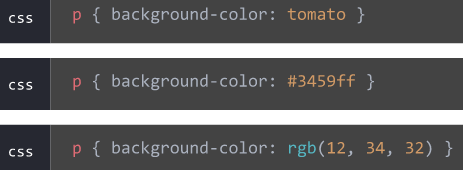 css p { background-color: tomato }
css p { background-color: #3459ff }
css p { background-color: rgb(12, 34, 32) }